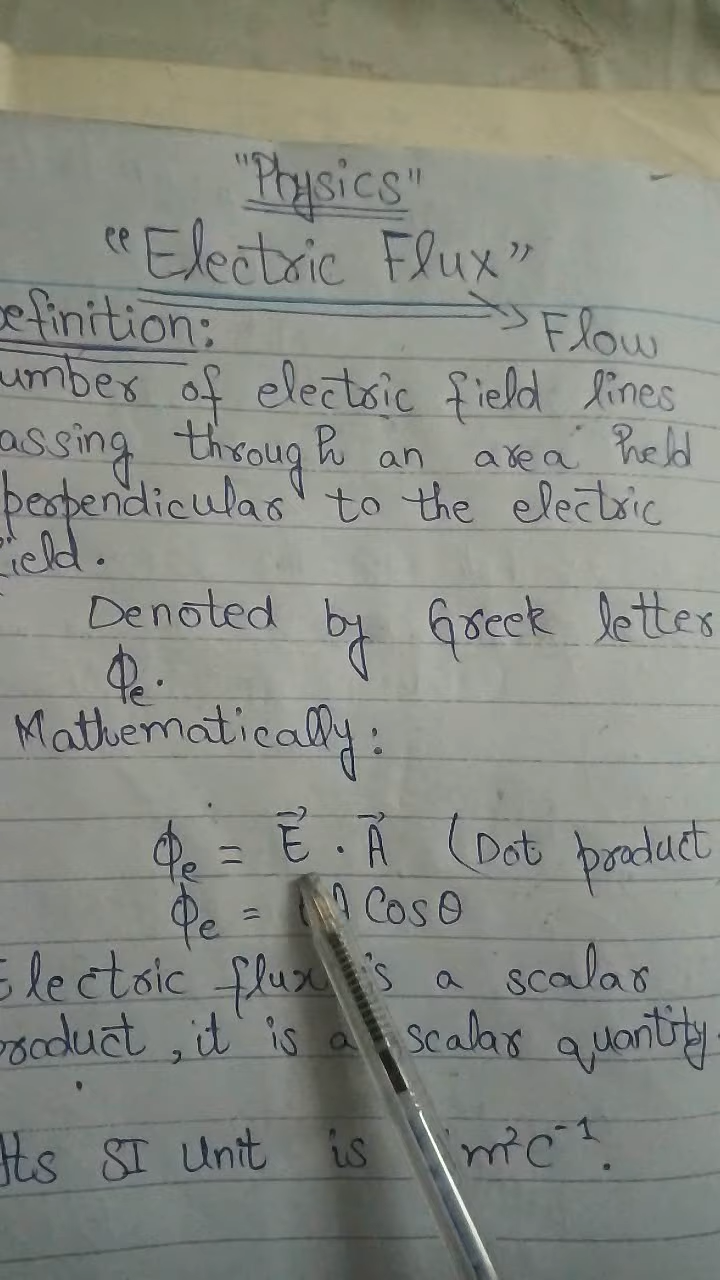 "Physics"
"Electric Flux"
Flow
efinition:
umber of electric field lines
assing through an area held
perpendicular to the electric
ield.
Denoted by Greek letter
Φe.
Mathematically:
Φe = E⃗ . A⃗ (Dot product
Φe = A Cosθ
lectric flux is a scalar
roduct, it is a scalar quantity.
Its SI Unit is m²C⁻¹.